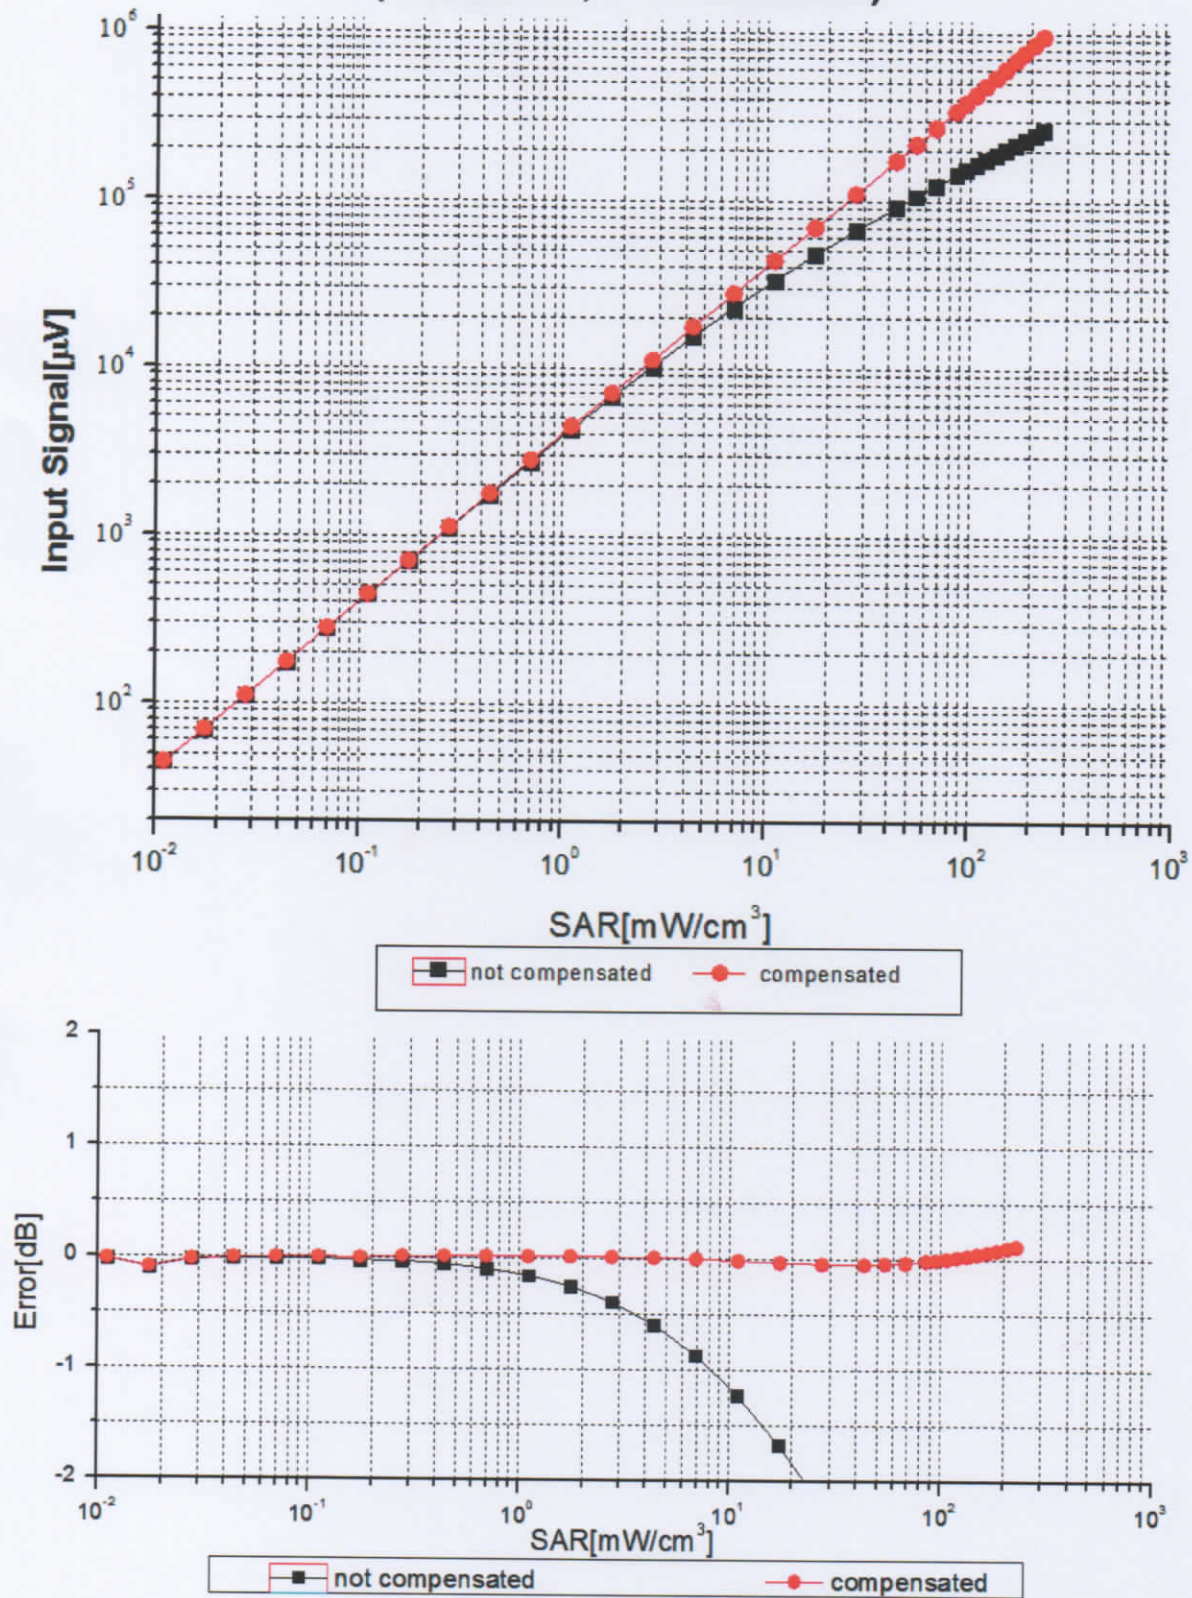 10⁶
10⁵
10⁴
10³
10²
Input Signal[µV]
10⁻² 10⁻¹ 10⁰ 10¹ 10² 10³
SAR[mW/cm³]
not compensated compensated
2
1
0
-1
-2
Error[dB]
10⁻² 10⁻¹ 10⁰ 10¹ 10² 10³
SAR[mW/cm³]
not compensated compensated